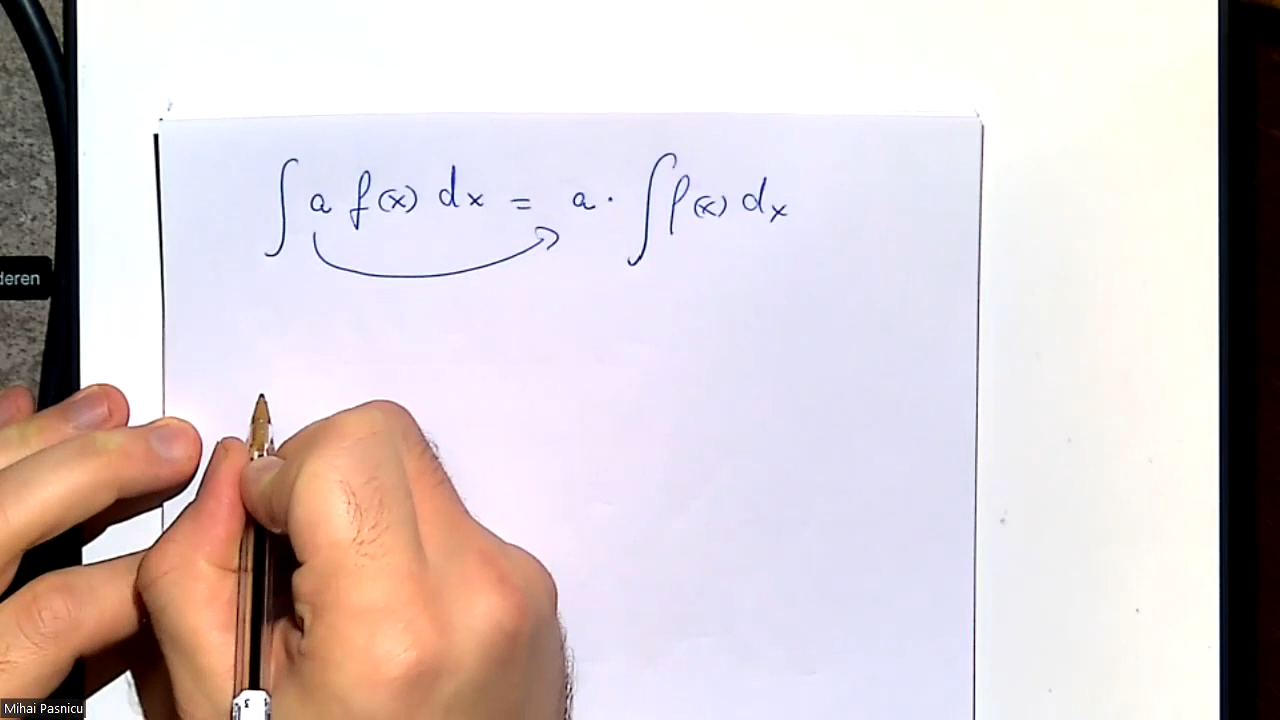 ∫ a f(x) dx = a · ∫ f(x) dx
deren
Mihai Pasnicu